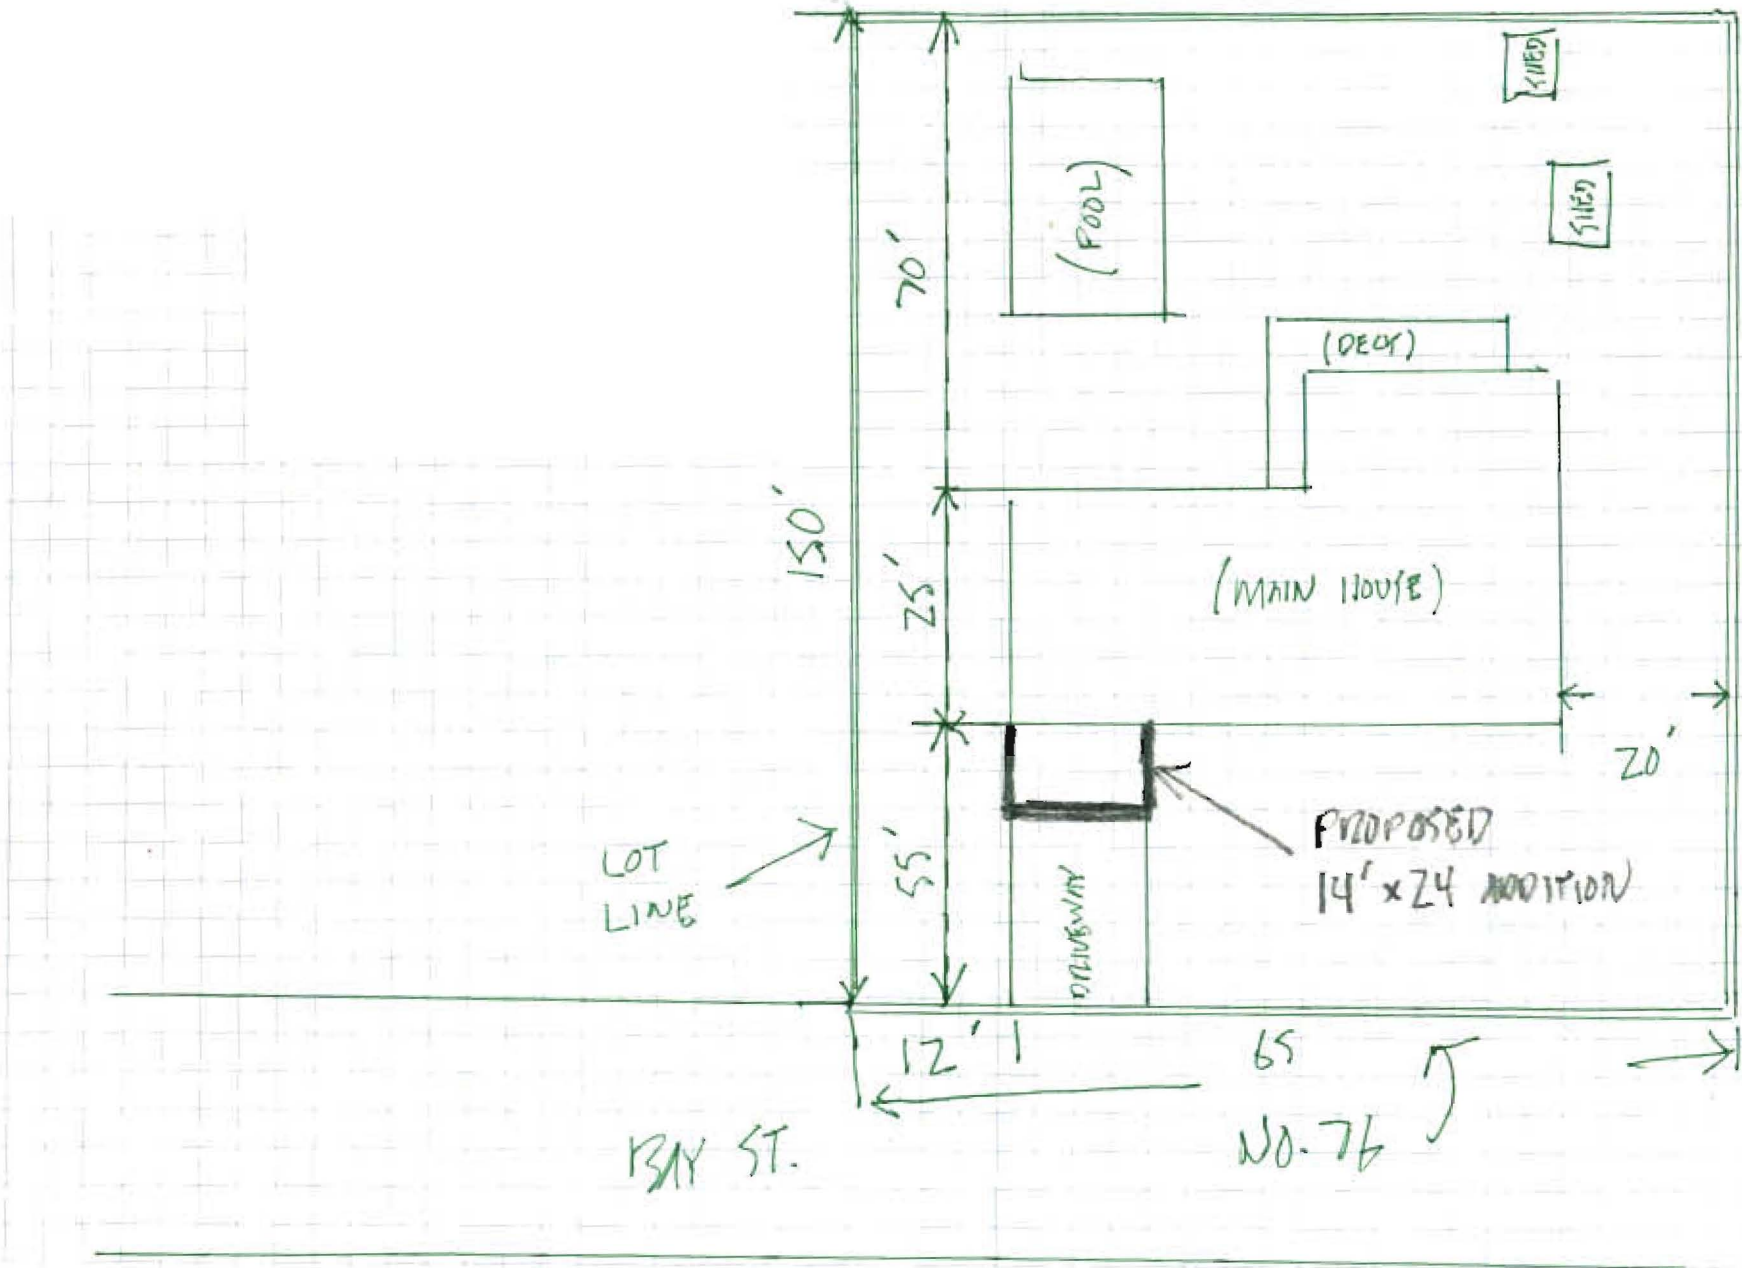 SHED
SHED
(POOL)
70'
(DECK)
150'
25'
(MAIN HOUSE)
20'
PROPOSED
14' x 24 ADDITION
55'
LOT
LINE
DRIVEWAY
12'
65
BAY ST.
NO. 76